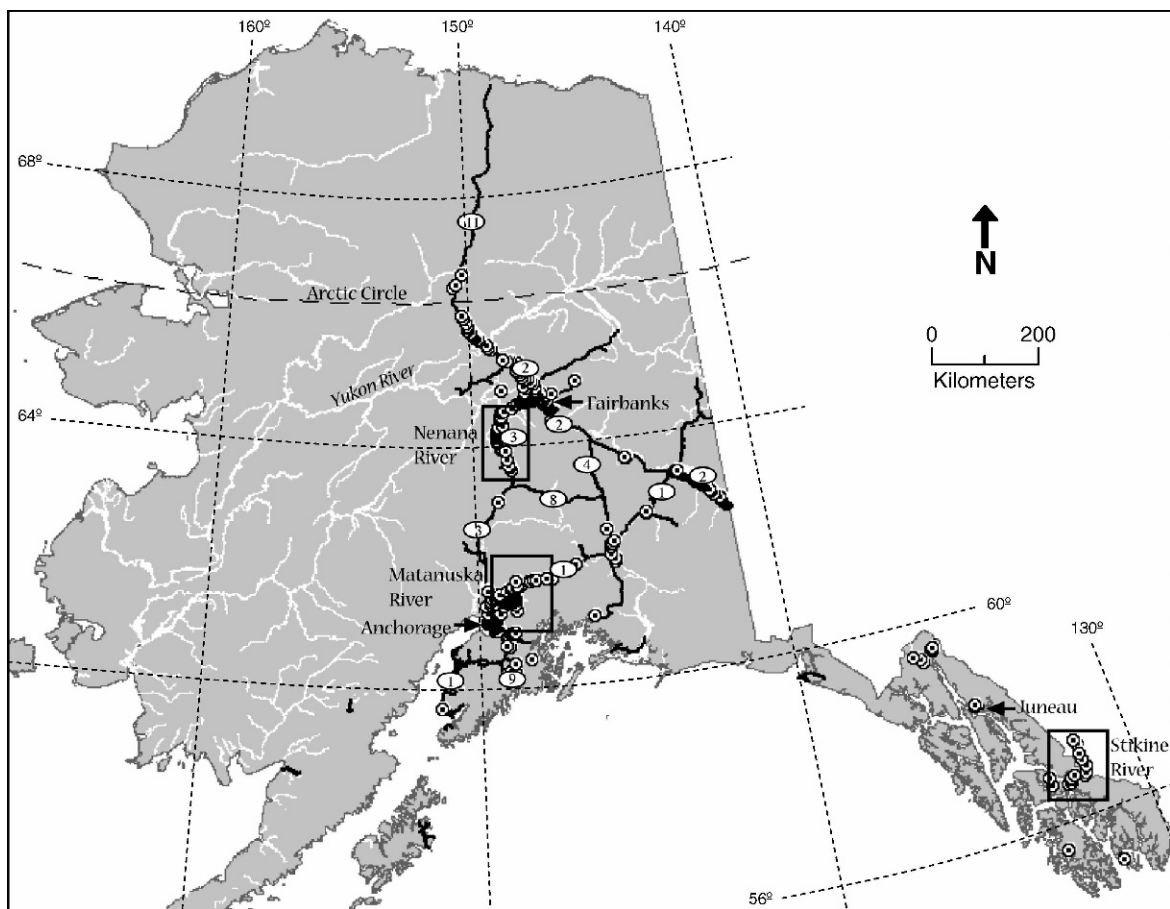 160º
150º
140º
68º
11
Arctic Circle
N
0 200
Kilometers
2
Yukon River
Fairbanks
64º
2
Nenana
River
3
4
2
1
8
3
1
Matanuska
River
Anchorage
60º
130º
1
9
Juneau
Stikine
River
56º